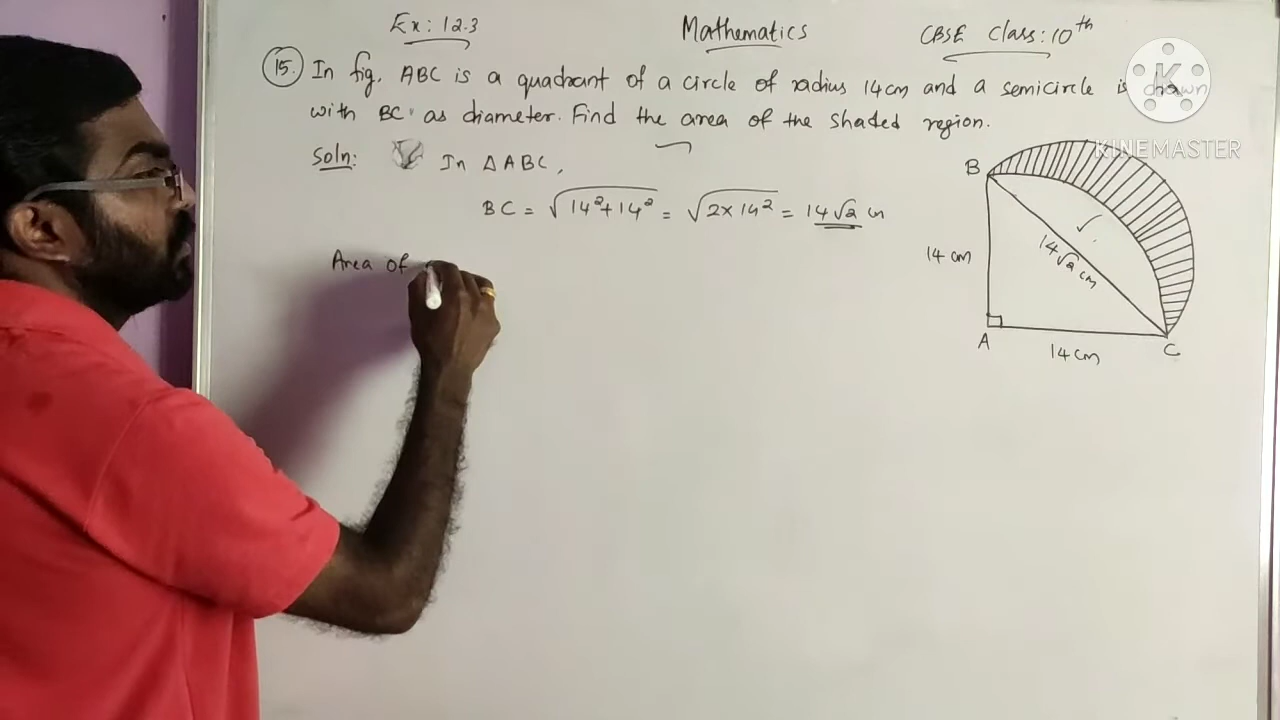 Ex: 12.3 Mathematics CBSE Class: 10th
15. In fig. ABC is a quadrant of a circle of radius 14 cm and a semicircle is drawn
with BC as diameter. Find the area of the shaded region.
Soln: In △ABC,
BC = √14²+14² = √2×14² = 14√2 cm
Area of
B
14 cm
14√2 cm
A
14 cm
C
K
KINEMASTER